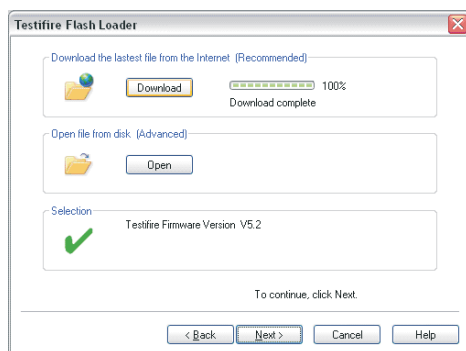 Testifire Flash Loader
Download the lastest file from the Internet (Recommended)
Download
100%
Download complete
Open file from disk (Advanced)
Open
Selection
Testifire Firmware Version V5.2
To continue, click Next.
< Back Next > Cancel Help